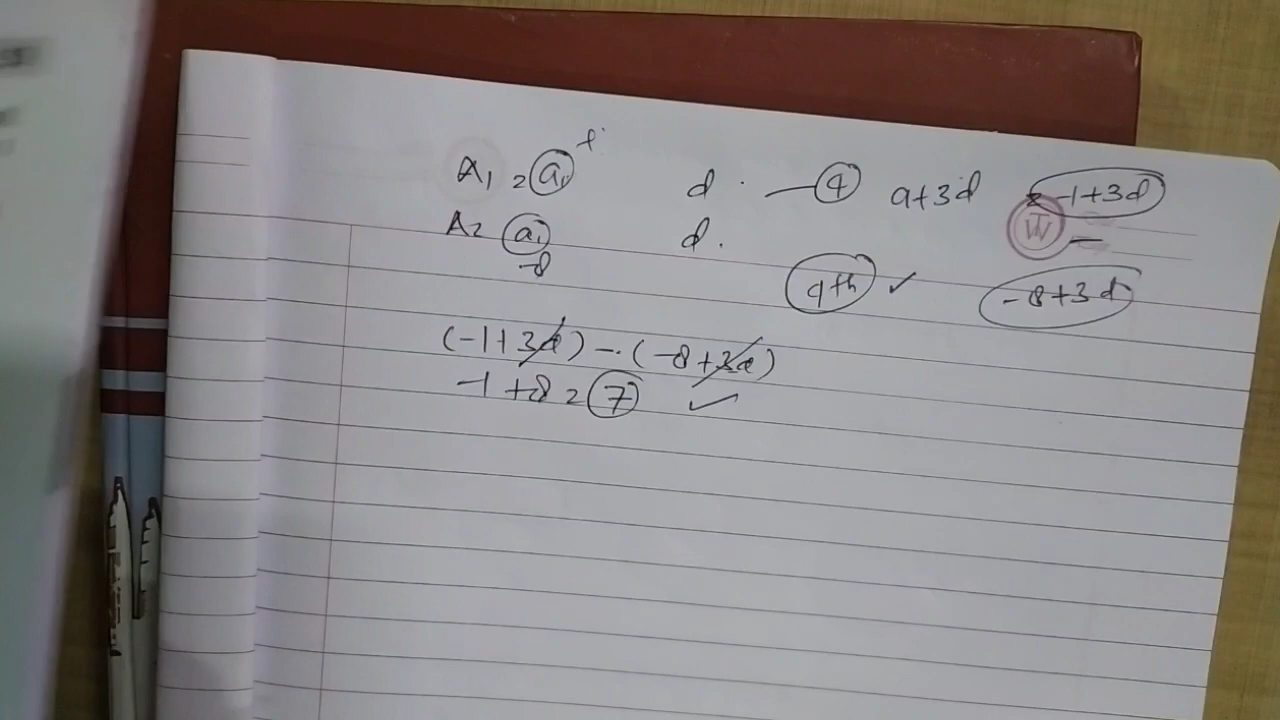 A₁ = a₁ d. — 4 a+3d = -1+3d
A₂ a₁ d.
-8 4th ✓ -8+3d
(-1+3d) - (-8+3d)
-1+8 = 7 ✓